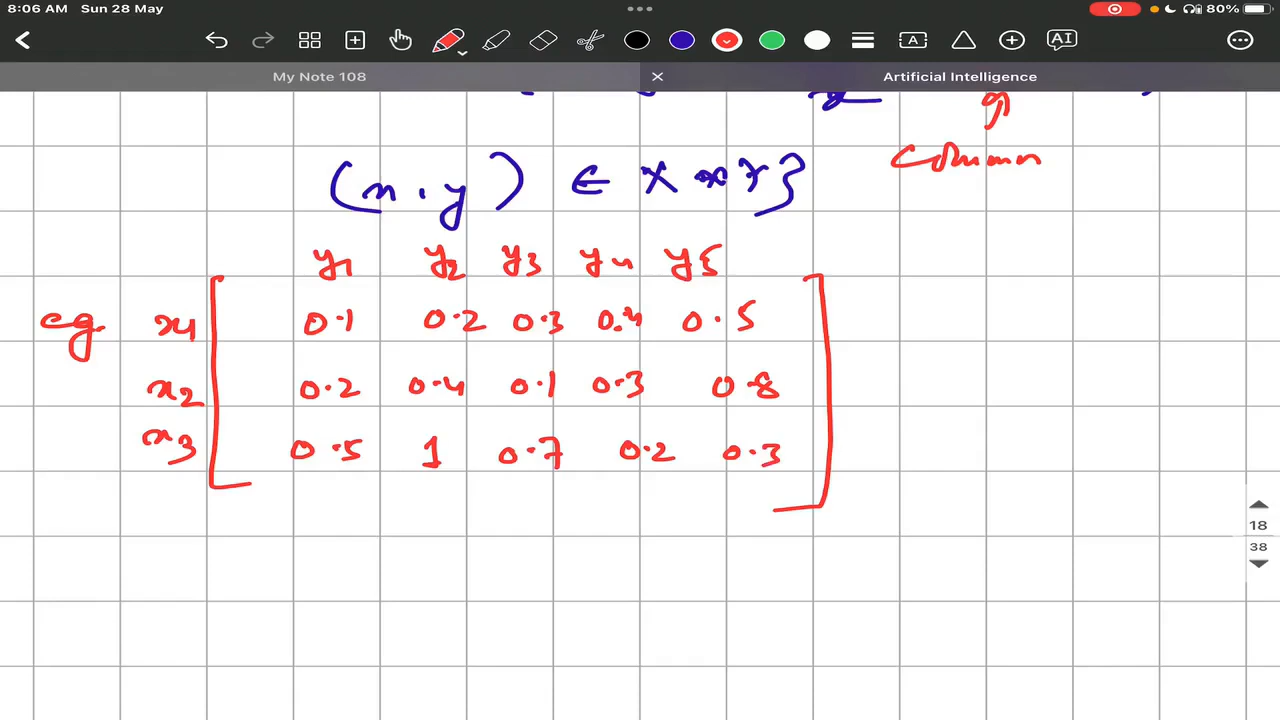 8:06 AM Sun 28 May
80%
A
AI
My Note 108
Artificial Intelligence
column
(x, y) ∈ X * Y}
y1 y2 y3 y4 y5
eg x1 0.1 0.2 0.3 0.4 0.5
x2 0.2 0.4 0.1 0.3 0.8
x3 0.5 1 0.7 0.2 0.3
18
38